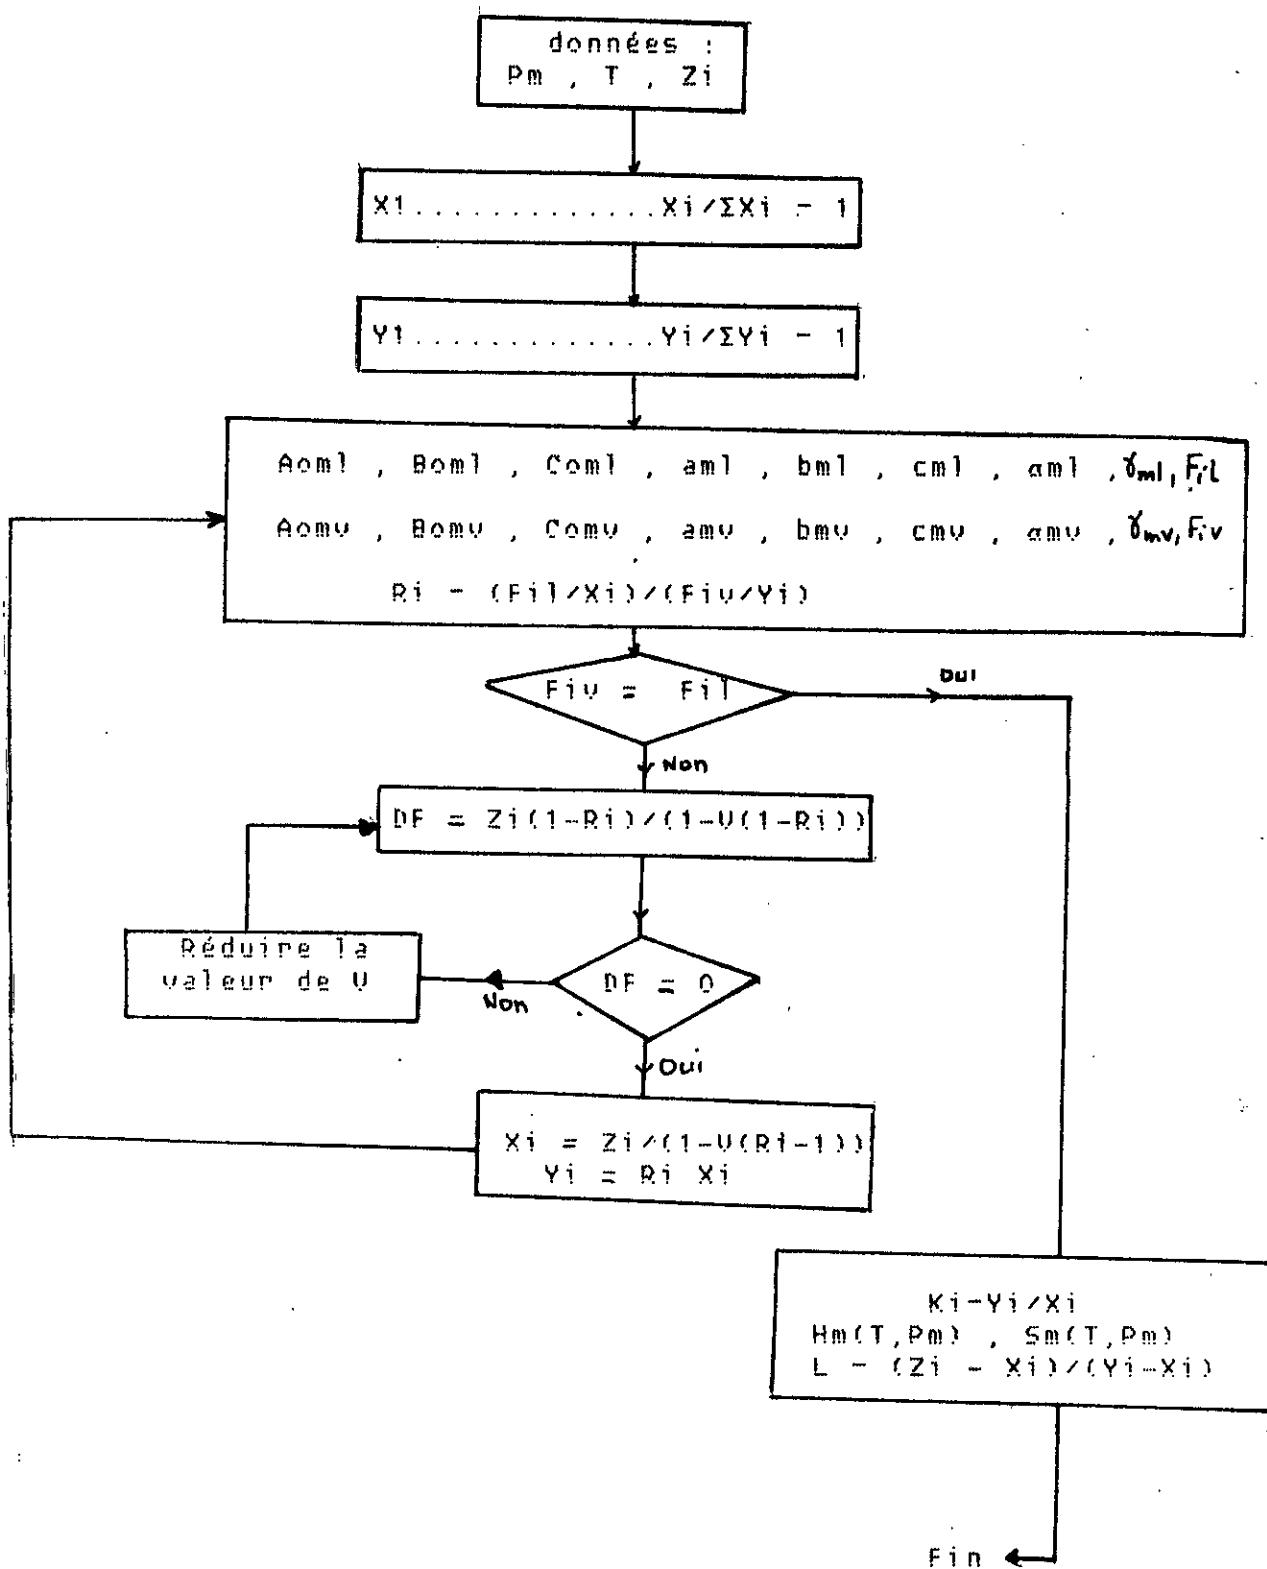 données :
Pm , T , Zi
X1.............Xi/ΣXi - 1
Y1.............Yi/ΣYi - 1
Aoml , Boml , Coml , aml , bml , cml , αml , γml, Fil
Aomv , Bomv , Comv , amv , bmv , cmv , αmv , γmv, Fiv
Ri - (Fil/Xi)/(Fiv/Yi)
Fiv = Fil
Oui
Non
DF = Zi(1-Ri)/(1-V(1-Ri))
Réduire la
valeur de V
Non
DF = 0
Oui
Xi = Zi/(1-V(Ri-1))
Yi = Ri Xi
Ki-Yi/Xi
Hm(T,Pm) , Sm(T,Pm)
L - (Zi - Xi)/(Yi-Xi)
Fin